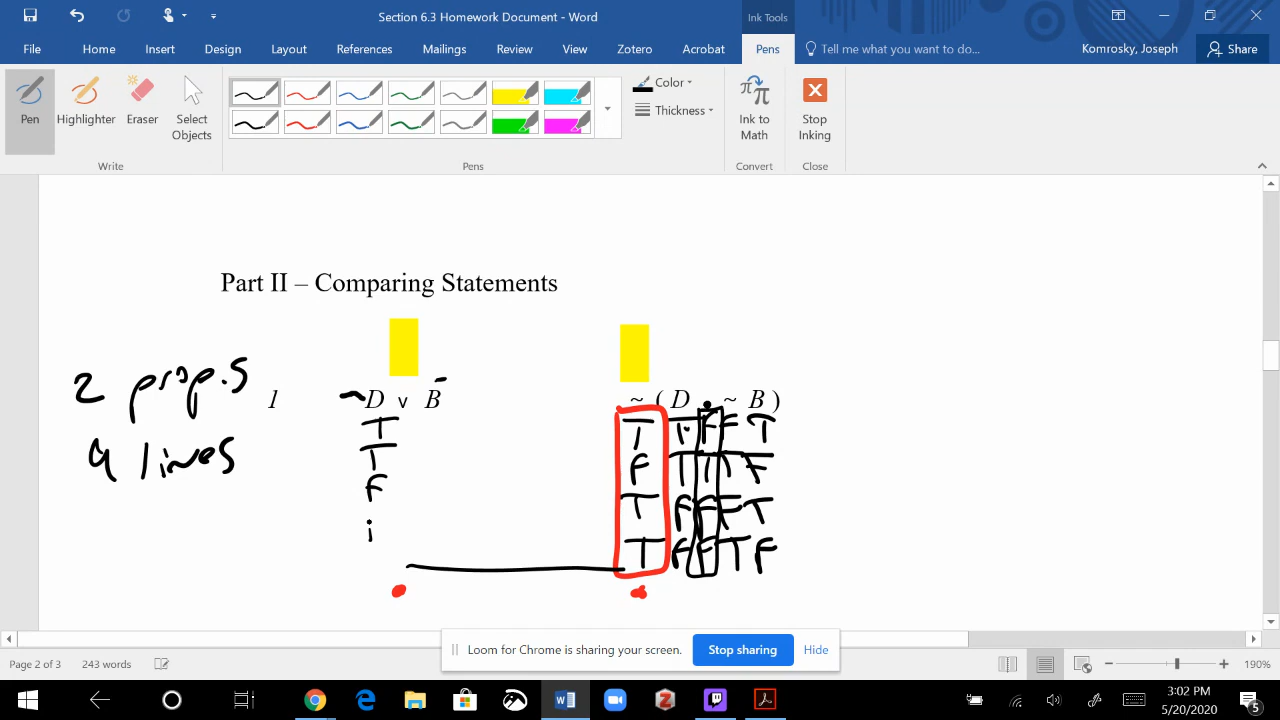 Section 6.3 Homework Document - Word
Ink Tools
File Home Insert Design Layout References Mailings Review View Zotero Acrobat Pens Tell me what you want to do... Komrosky, Joseph Share
Pen Highlighter Eraser Select Objects
Color
Thickness
Ink to Math
Stop Inking
Write Pens Convert Close
Part II – Comparing Statements
2 props
4 lines
1 ~D v B ~ ( D • ~ B )
T T T F F T
T F T T T F
F T F F F T
T F F T F
Loom for Chrome is sharing your screen. Stop sharing Hide
Page 2 of 3 243 words 190%
3:02 PM
5/20/2020
5